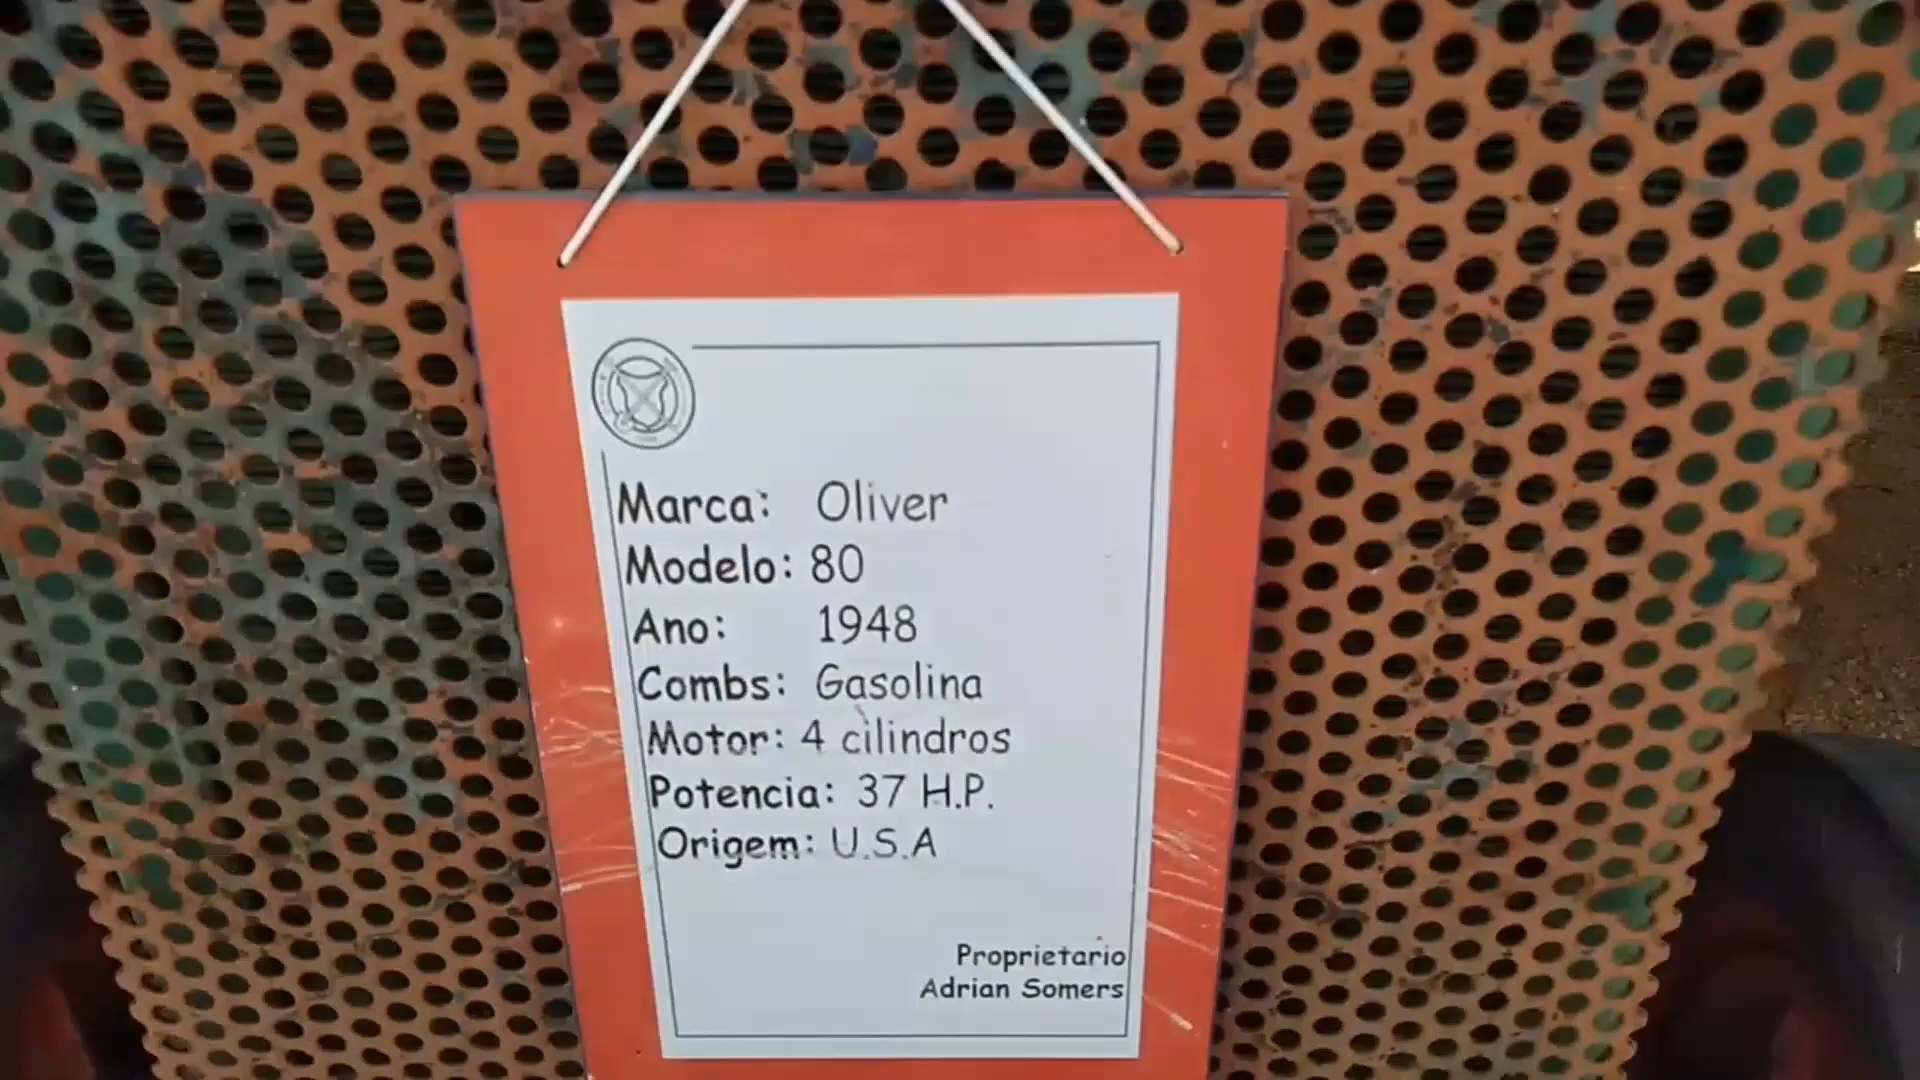 Marca: Oliver
Modelo: 80
Ano: 1948
Combs: Gasolina
Motor: 4 cilindros
Potencia: 37 H.P.
Origem: U.S.A
Proprietario
Adrian Somers